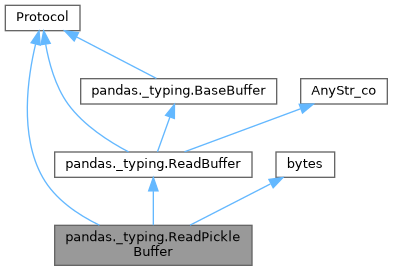 Protocol
pandas._typing.BaseBuffer
AnyStr_co
pandas._typing.ReadBuffer
bytes
pandas._typing.ReadPickle
Buffer